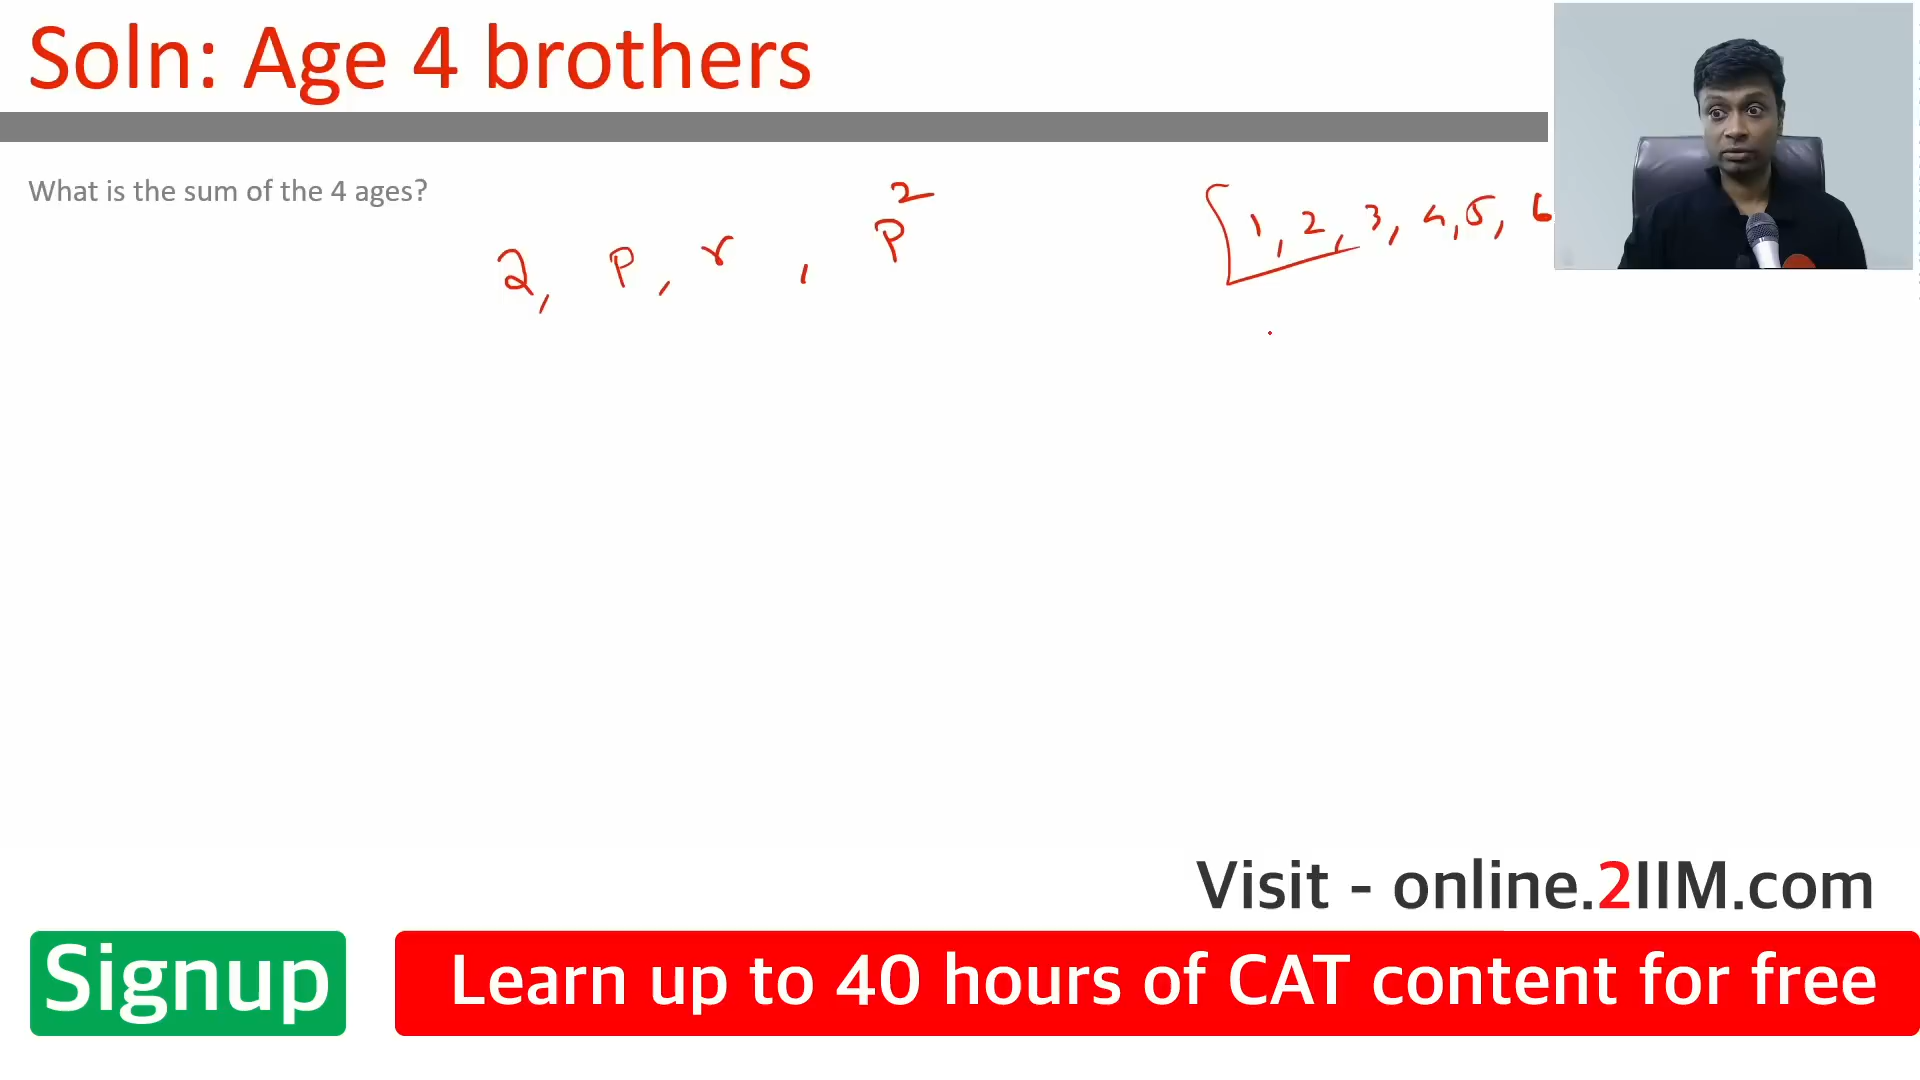 Soln: Age 4 brothers
What is the sum of the 4 ages?
2, P, r, P²
1, 2, 3, 4, 5, 6
Visit - online.2IIM.com
Signup
Learn up to 40 hours of CAT content for free